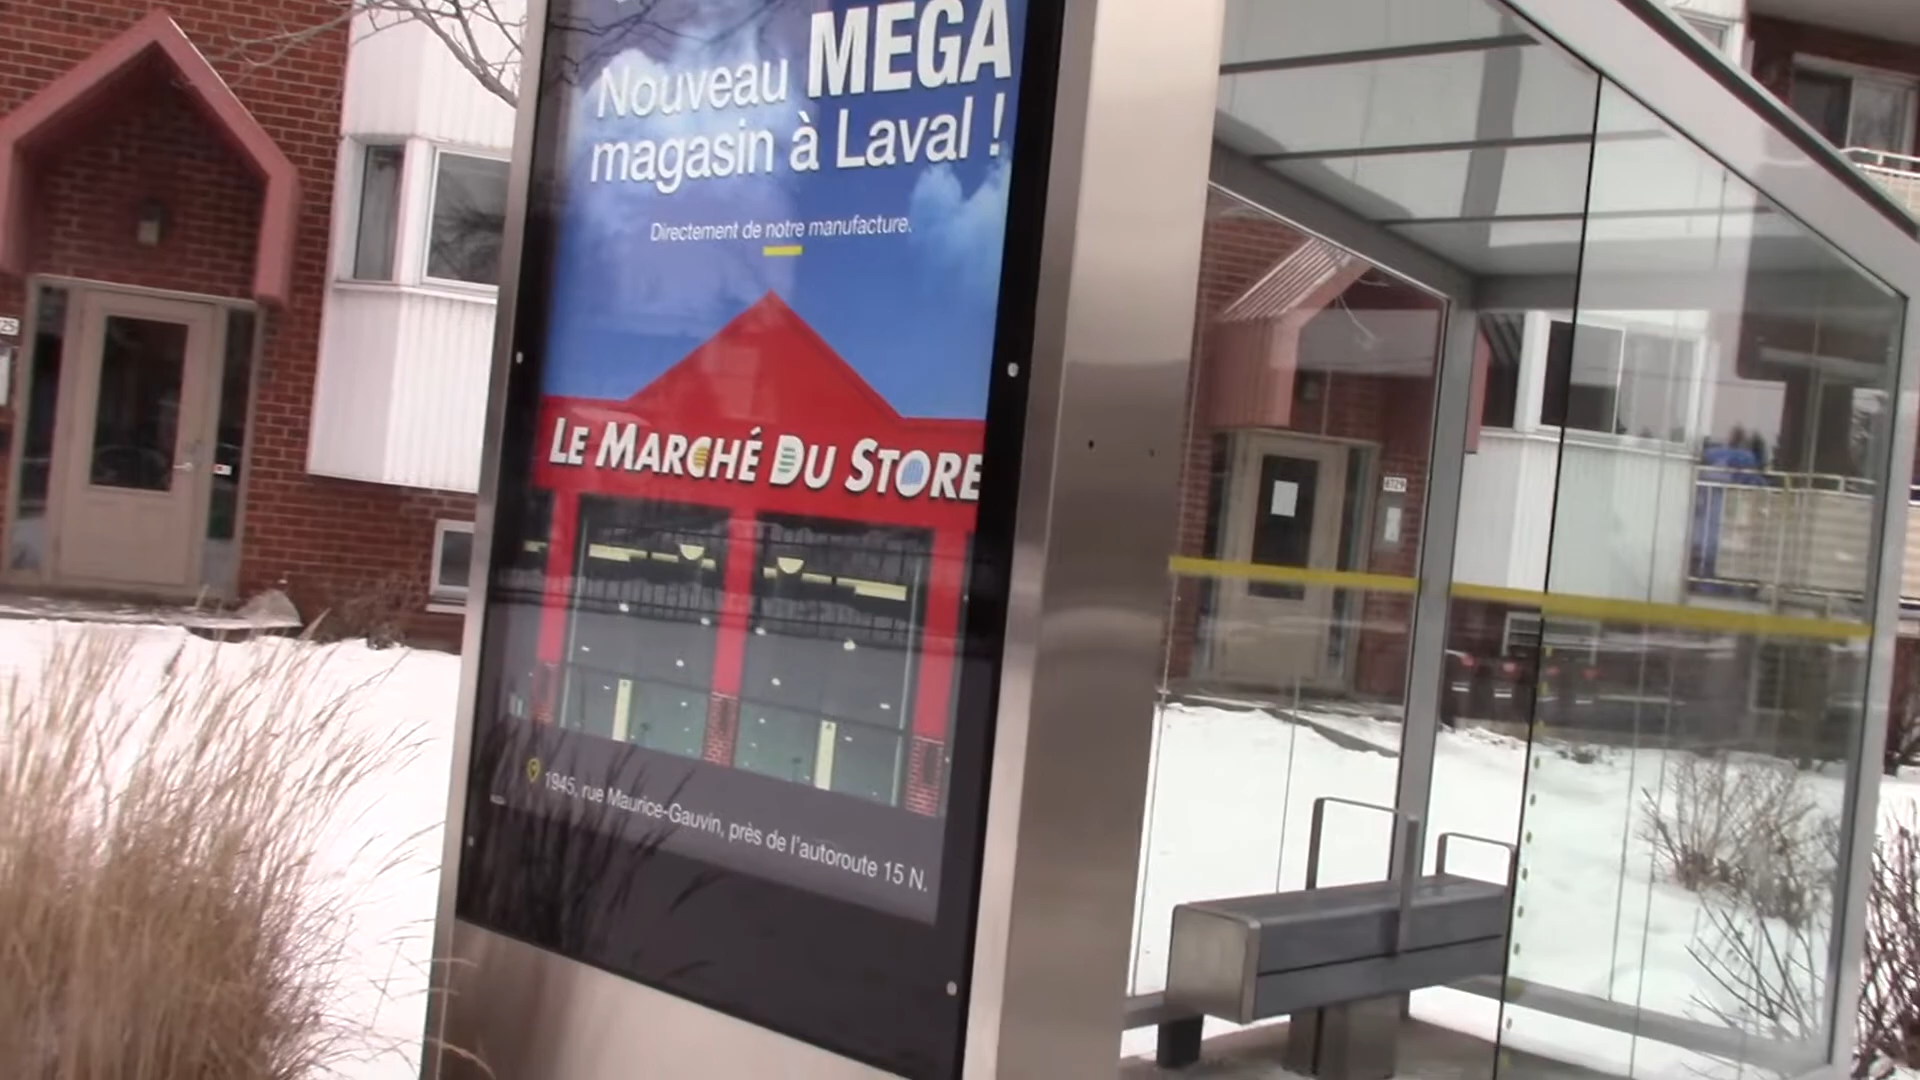 Nouveau MEGA
magasin à Laval !
Directement de notre manufacture.
LE MARCHÉ DU STORE
1945, rue Maurice-Gauvin, près de l'autoroute 15 N.